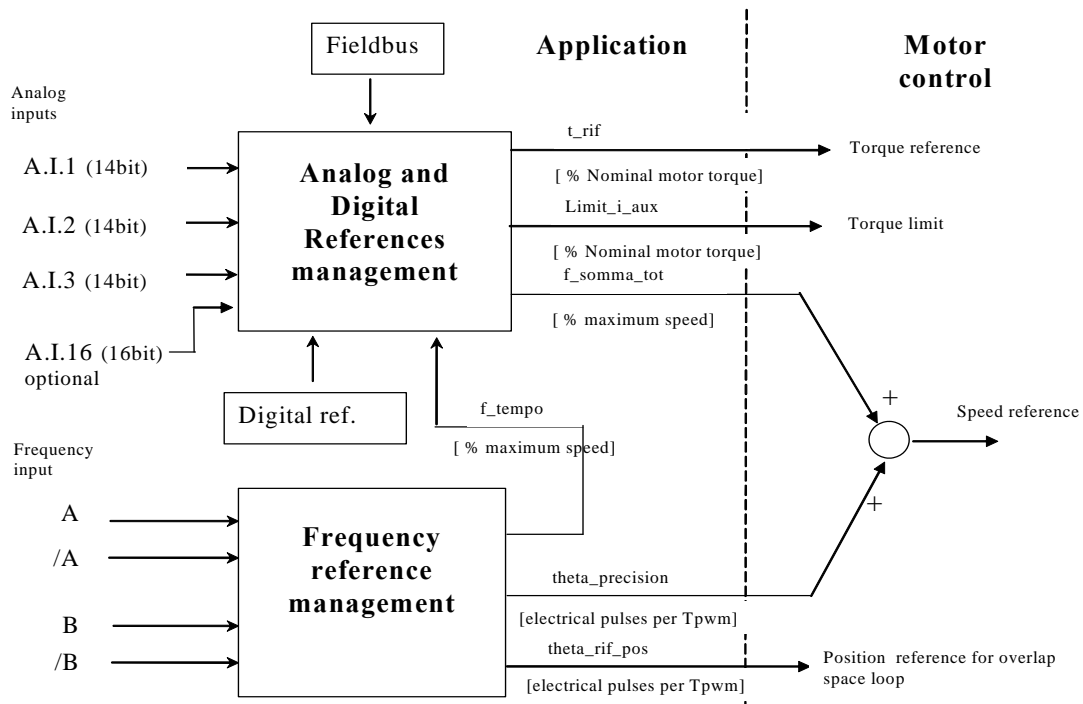 Fieldbus
Application
Motor
control
Analog
inputs
A.I.1 (14bit)
A.I.2 (14bit)
A.I.3 (14bit)
A.I.16 (16bit)
optional
Analog and
Digital
References
management
t_rif
[ % Nominal motor torque]
Limit_i_aux
[ % Nominal motor torque]
f_somma_tot
[ % maximum speed]
Torque reference
Torque limit
Digital ref.
f_tempo
[ % maximum speed]
+
+
Speed reference
Frequency
input
A
/A
B
/B
Frequency
reference
management
theta_precision
[electrical pulses per Tpwm]
theta_rif_pos
[electrical pulses per Tpwm]
Position reference for overlap
space loop